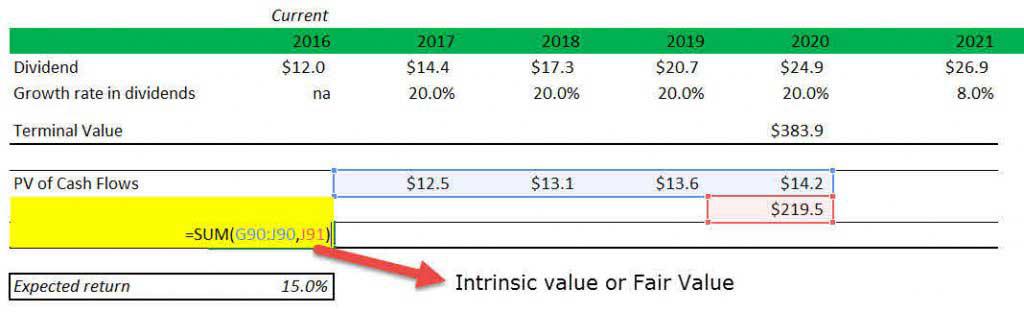 Current
2016 2017 2018 2019 2020 2021
Dividend $12.0 $14.4 $17.3 $20.7 $24.9 $26.9
Growth rate in dividends na 20.0% 20.0% 20.0% 20.0% 8.0%
Terminal Value $383.9
PV of Cash Flows $12.5 $13.1 $13.6 $14.2
$219.5
=SUM(G90:J90,J91)
Intrinsic value or Fair Value
Expected return 15.0%